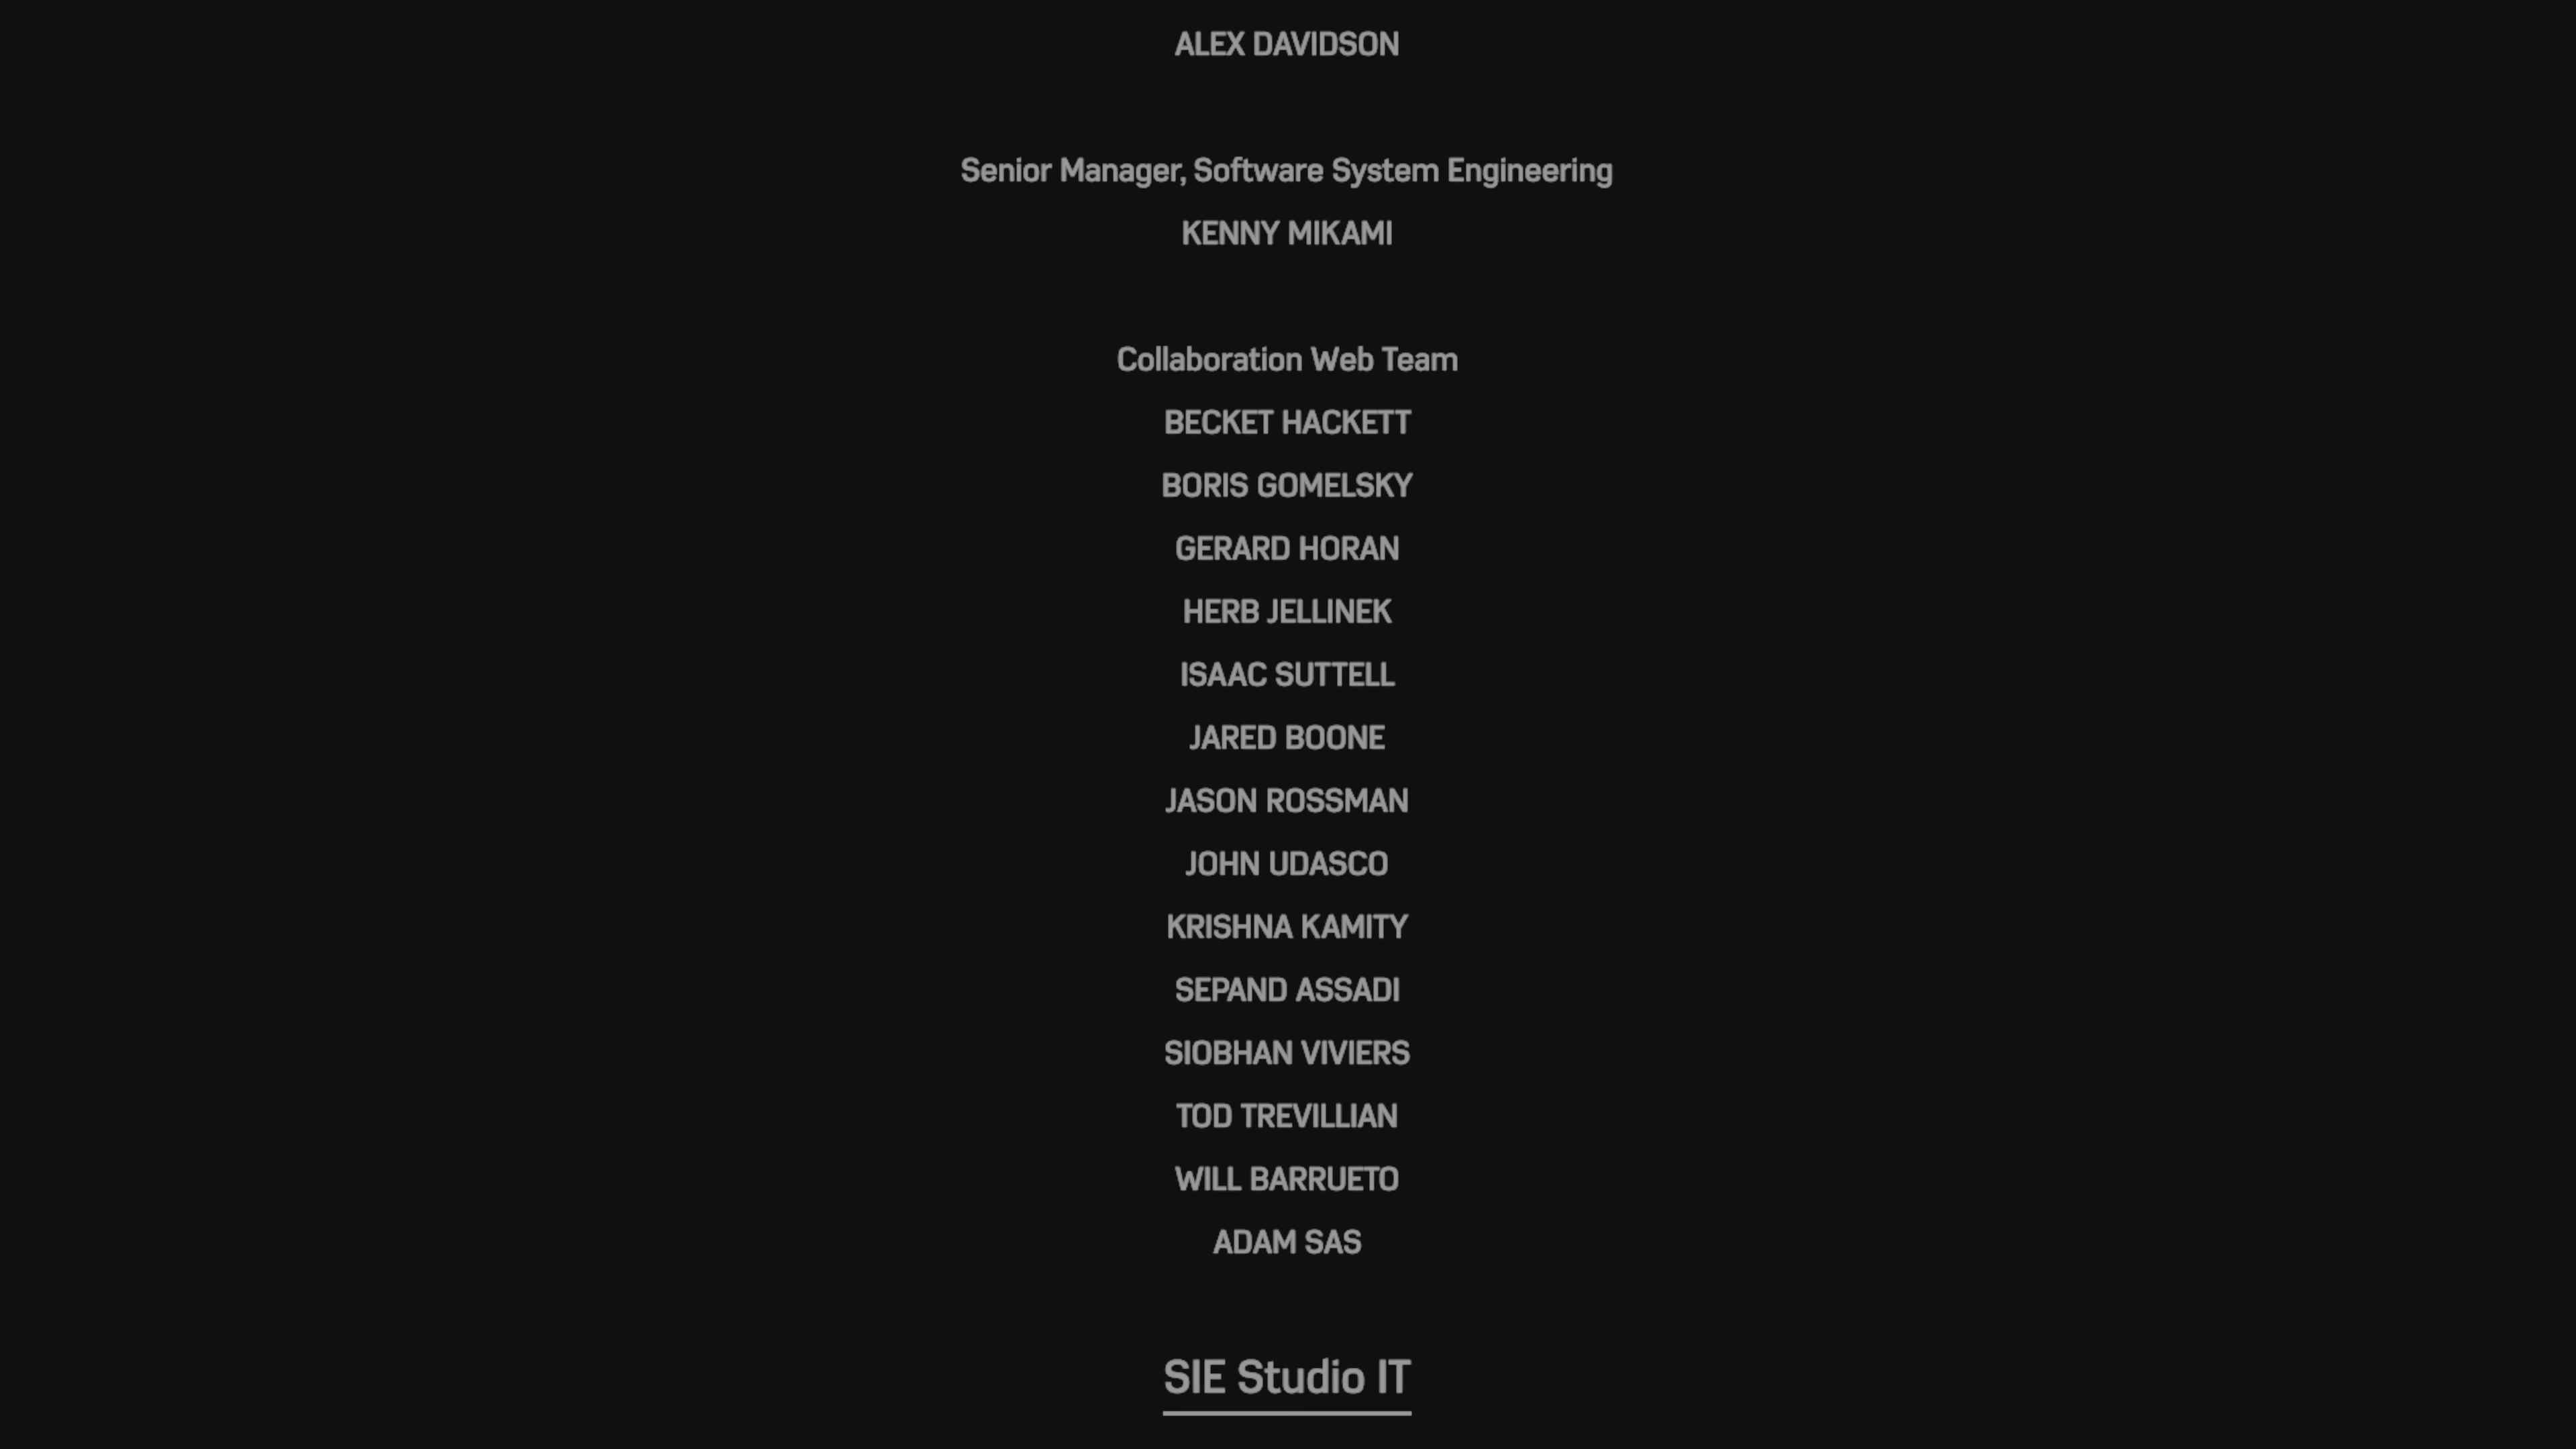 ALEX DAVIDSON
Senior Manager, Software System Engineering
KENNY MIKAMI
Collaboration Web Team
BECKET HACKETT
BORIS GOMELSKY
GERARD HORAN
HERB JELLINEK
ISAAC SUTTELL
JARED BOONE
JASON ROSSMAN
JOHN UDASCO
KRISHNA KAMITY
SEPAND ASSADI
SIOBHAN VIVIERS
TOD TREVILLIAN
WILL BARRUETO
ADAM SAS
SIE Studio IT